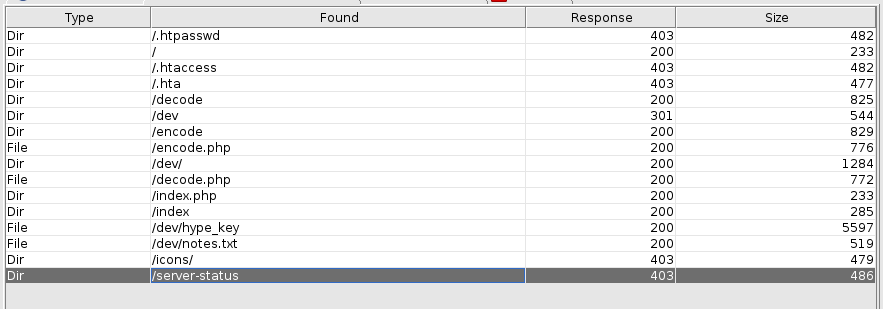 Type Found Response Size
Dir /.htpasswd 403 482
Dir / 200 233
Dir /.htaccess 403 482
Dir /.hta 403 477
Dir /decode 200 825
Dir /dev 301 544
Dir /encode 200 829
File /encode.php 200 776
Dir /dev/ 200 1284
File /decode.php 200 772
Dir /index.php 200 233
Dir /index 200 285
File /dev/hype_key 200 5597
File /dev/notes.txt 200 519
Dir /icons/ 403 479
Dir /server-status 403 486